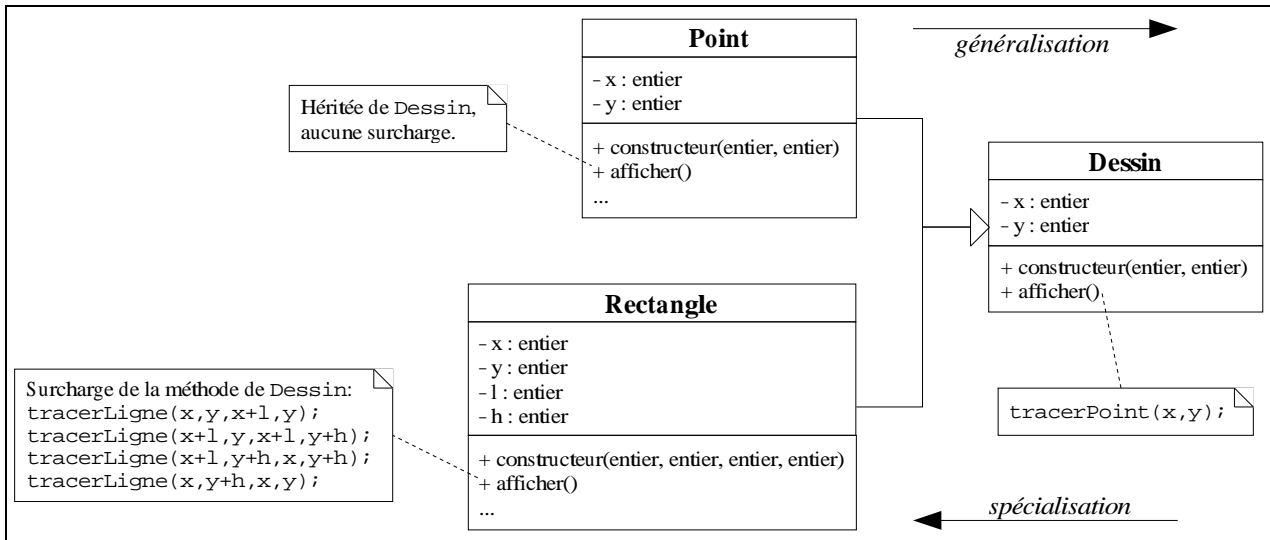 Point
- x : entier
- y : entier
+ constructeur(entier, entier)
+ afficher()
...
Héritée de Dessin,
aucune surcharge.
généralisation
Dessin
- x : entier
- y : entier
+ constructeur(entier, entier)
+ afficher()
tracerPoint(x,y);
Rectangle
- x : entier
- y : entier
- l : entier
- h : entier
+ constructeur(entier, entier, entier, entier)
+ afficher()
...
Surcharge de la méthode de Dessin:
tracerLigne(x,y,x+l,y);
tracerLigne(x+l,y,x+l,y+h);
tracerLigne(x+l,y+h,x,y+h);
tracerLigne(x,y+h,x,y);
spécialisation